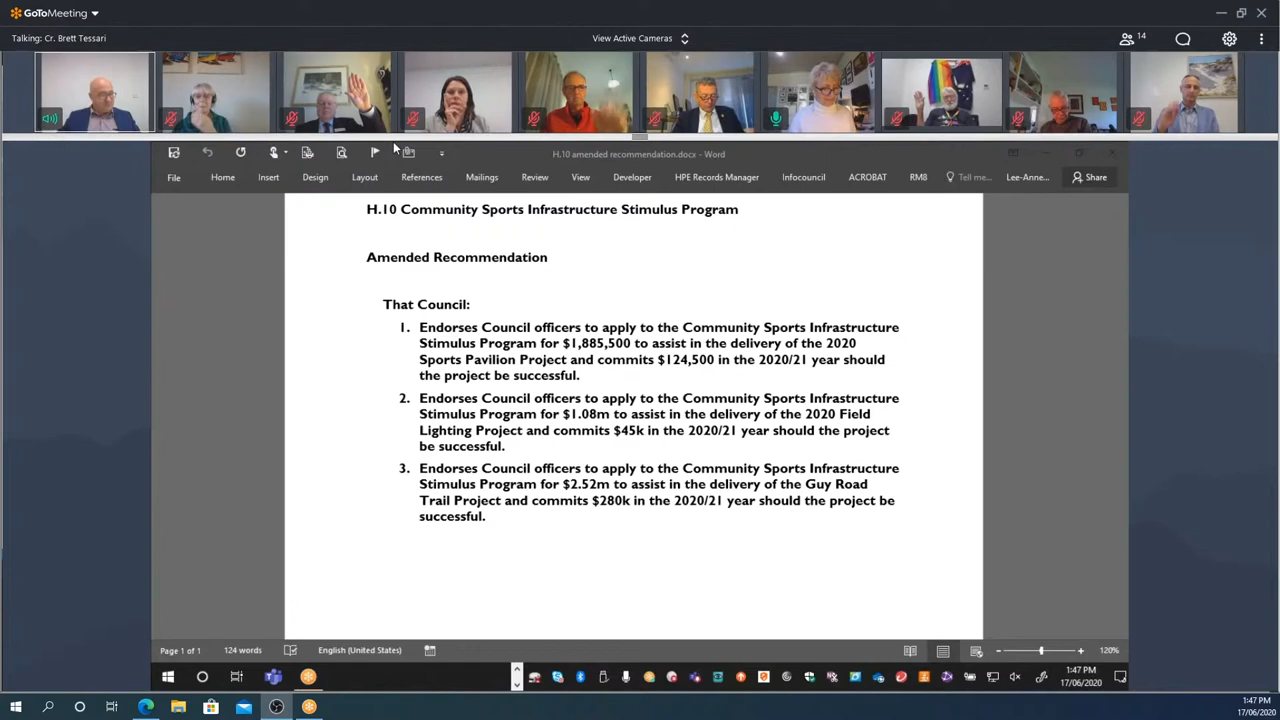 GoToMeeting
Talking: Cr. Brett Tessari
View Active Cameras
14
H.10 amended recommendation.docx - Word
File Home Insert Design Layout References Mailings Review View Developer HPE Records Manager Infocouncil ACROBAT RM8 Tell me... Lee-Anne... Share
H.10 Community Sports Infrastructure Stimulus Program
Amended Recommendation
That Council:
1. Endorses Council officers to apply to the Community Sports Infrastructure
Stimulus Program for $1,885,500 to assist in the delivery of the 2020
Sports Pavilion Project and commits $124,500 in the 2020/21 year should
the project be successful.
2. Endorses Council officers to apply to the Community Sports Infrastructure
Stimulus Program for $1.08m to assist in the delivery of the 2020 Field
Lighting Project and commits $45k in the 2020/21 year should the project
be successful.
3. Endorses Council officers to apply to the Community Sports Infrastructure
Stimulus Program for $2.52m to assist in the delivery of the Guy Road
Trail Project and commits $280k in the 2020/21 year should the project be
successful.
Page 1 of 1 124 words English (United States) 120%
1:47 PM
17/06/2020
1:47 PM
17/06/2020